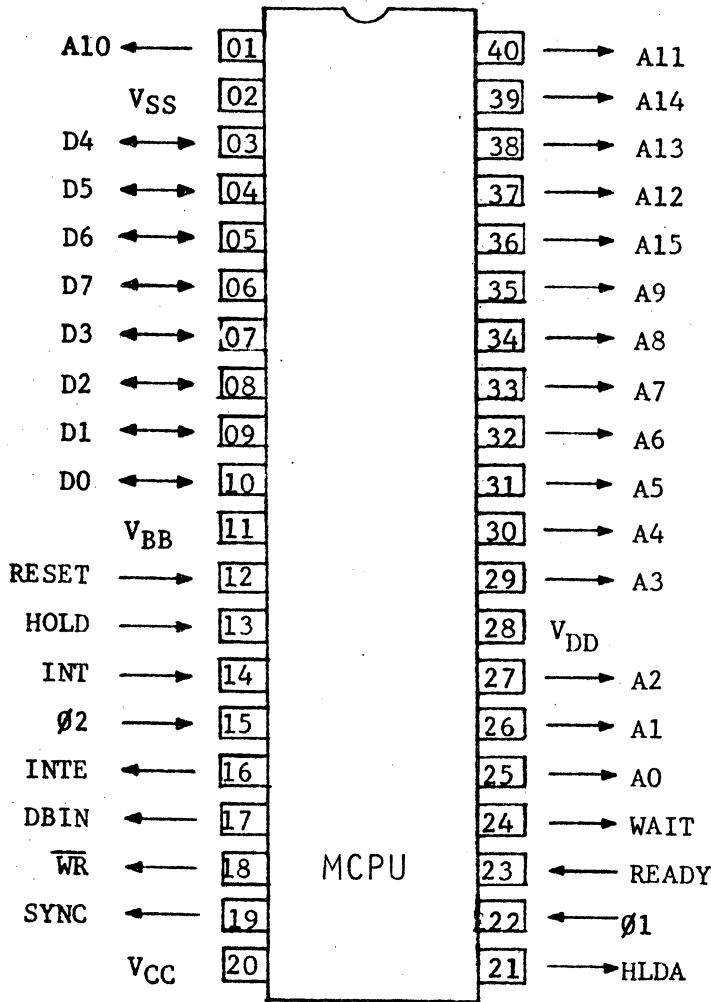 A10 01 40 A11
VSS 02 39 A14
D4 03 38 A13
D5 04 37 A12
D6 05 36 A15
D7 06 35 A9
D3 07 34 A8
D2 08 33 A7
D1 09 32 A6
D0 10 31 A5
VBB 11 30 A4
RESET 12 29 A3
HOLD 13 28 VDD
INT 14 27 A2
Ø2 15 26 A1
INTE 16 25 A0
DBIN 17 24 WAIT
W̅R̅ 18 MCPU 23 READY
SYNC 19 22 Ø1
VCC 20 21 HLDA